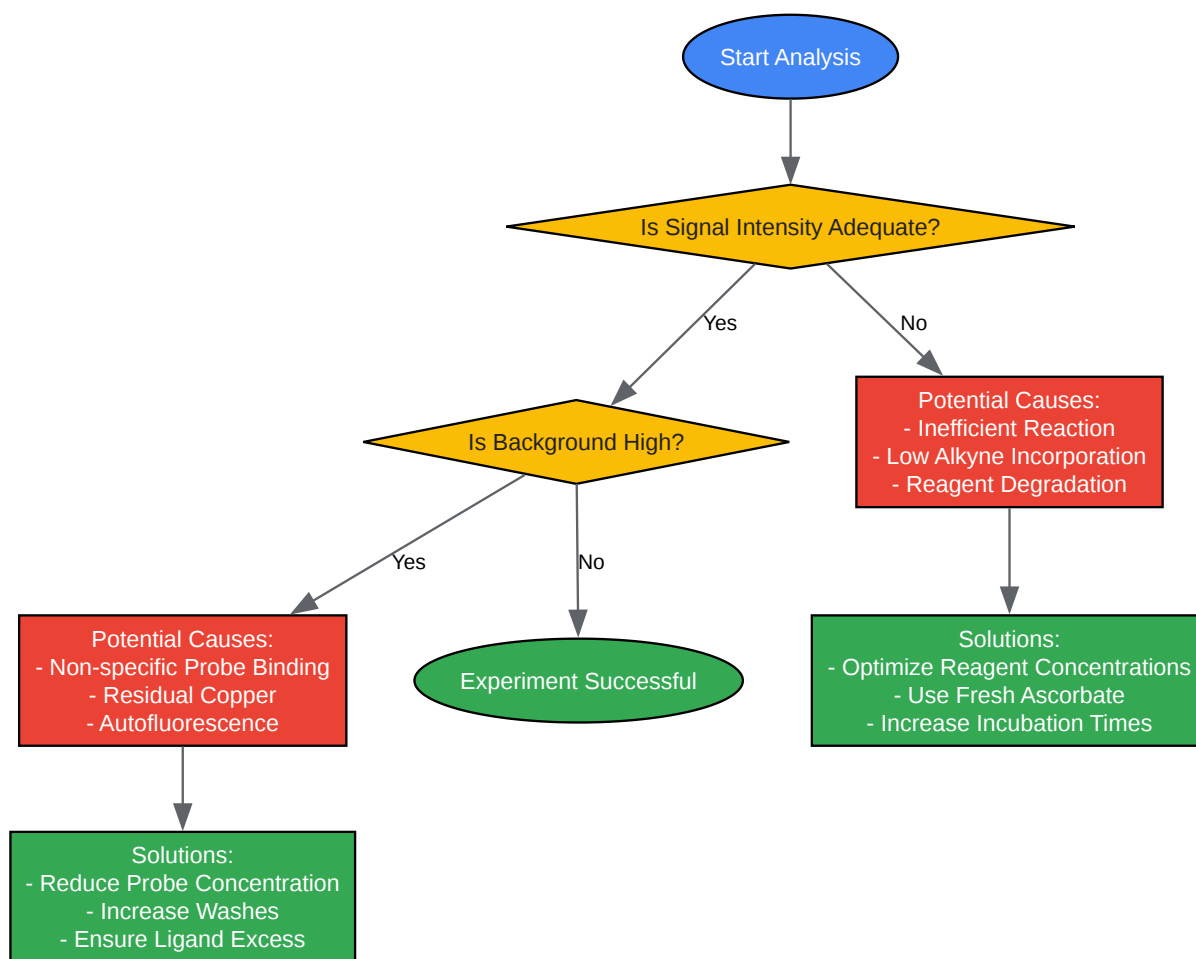 Start Analysis
Is Signal Intensity Adequate?
Yes
No
Is Background High?
Potential Causes:
- Inefficient Reaction
- Low Alkyne Incorporation
- Reagent Degradation
Yes
No
Potential Causes:
- Non-specific Probe Binding
- Residual Copper
- Autofluorescence
Experiment Successful
Solutions:
- Optimize Reagent Concentrations
- Use Fresh Ascorbate
- Increase Incubation Times
Solutions:
- Reduce Probe Concentration
- Increase Washes
- Ensure Ligand Excess